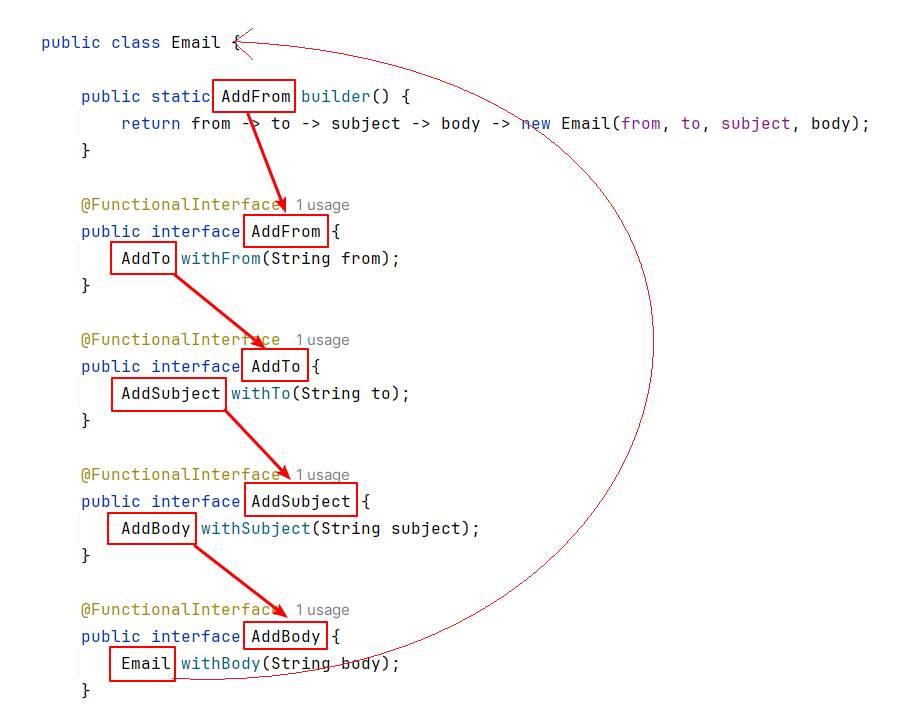 public class Email {
public static AddFrom builder() {
return from -> to -> subject -> body -> new Email(from, to, subject, body);
}
@FunctionalInterface 1 usage
public interface AddFrom {
AddTo withFrom(String from);
}
@FunctionalInterface 1 usage
public interface AddTo {
AddSubject withTo(String to);
}
@FunctionalInterface 1 usage
public interface AddSubject {
AddBody withSubject(String subject);
}
@FunctionalInterface 1 usage
public interface AddBody {
Email withBody(String body);
}